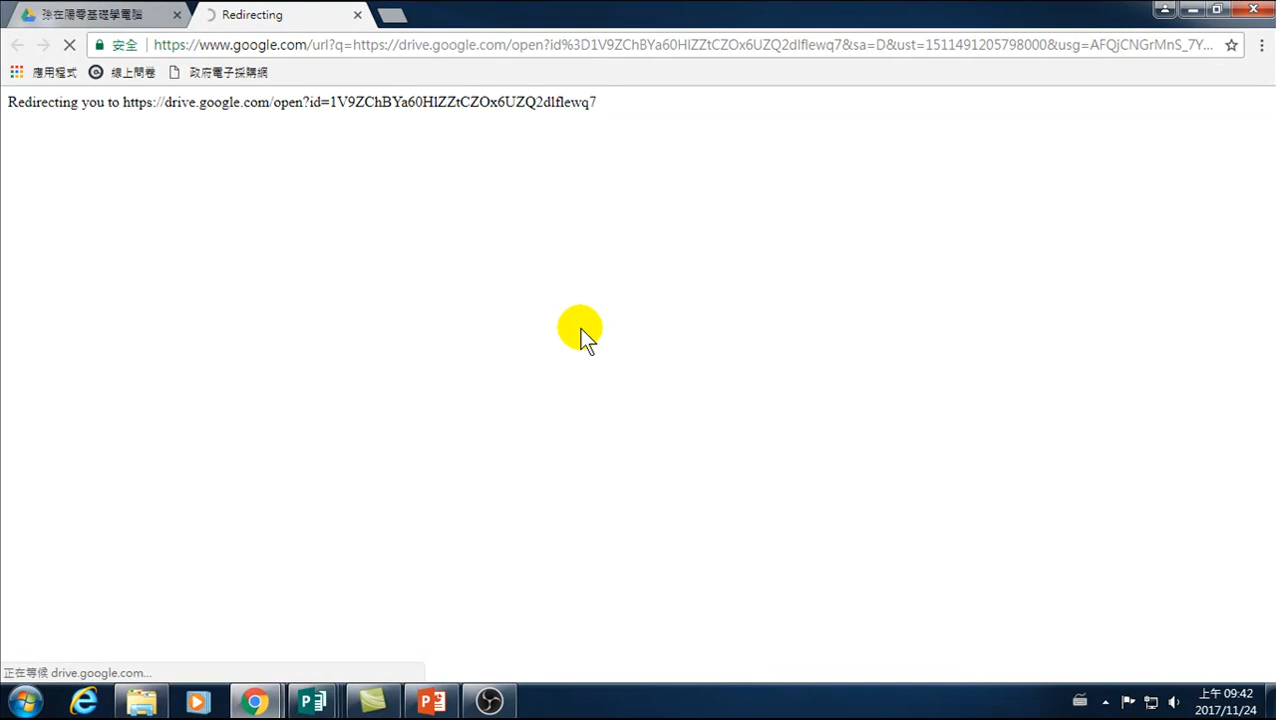 孫在陽零基礎學電腦
Redirecting
安全
https://www.google.com/url?q=https://drive.google.com/open?id%3D1V9ZChBYa60HlZZtCZOx6UZQ2dlflewq7&sa=D&ust=1511491205798000&usg=AFQjCNGrMnS_7Y...
應用程式
線上問卷
政府電子採購網
Redirecting you to https://drive.google.com/open?id=1V9ZChBYa60HlZZtCZOx6UZQ2dlflewq7
正在等候 drive.google.com...
上午 09:42
2017/11/24